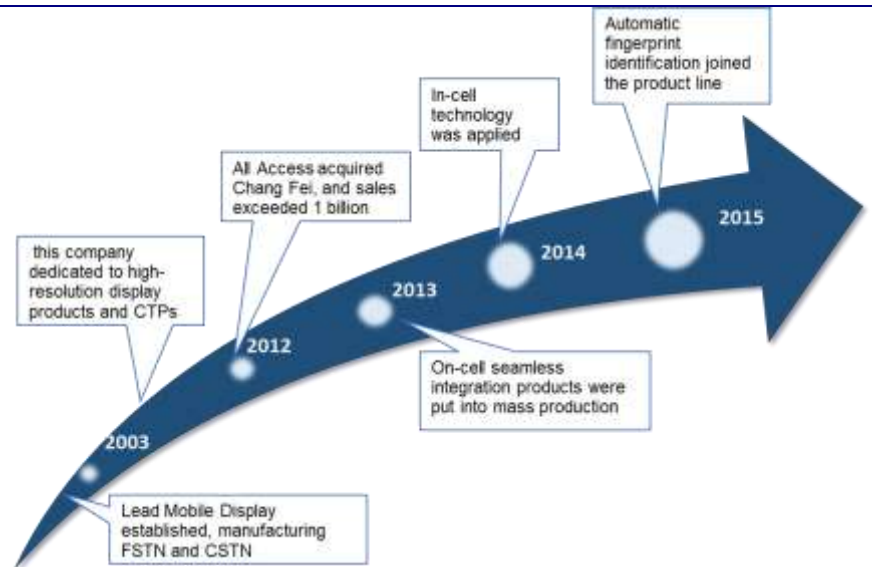 Automatic
fingerprint
identification joined
the product line
In-cell
technology
was applied
All Access acquired
Chang Fei, and sales
exceeded 1 billion
2015
this company
dedicated to high-
resolution display
products and CTPs
2014
2013
2012
On-cell seamless
integration products were
put into mass production
2003
Lead Mobile Display
established, manufacturing
FSTN and CSTN